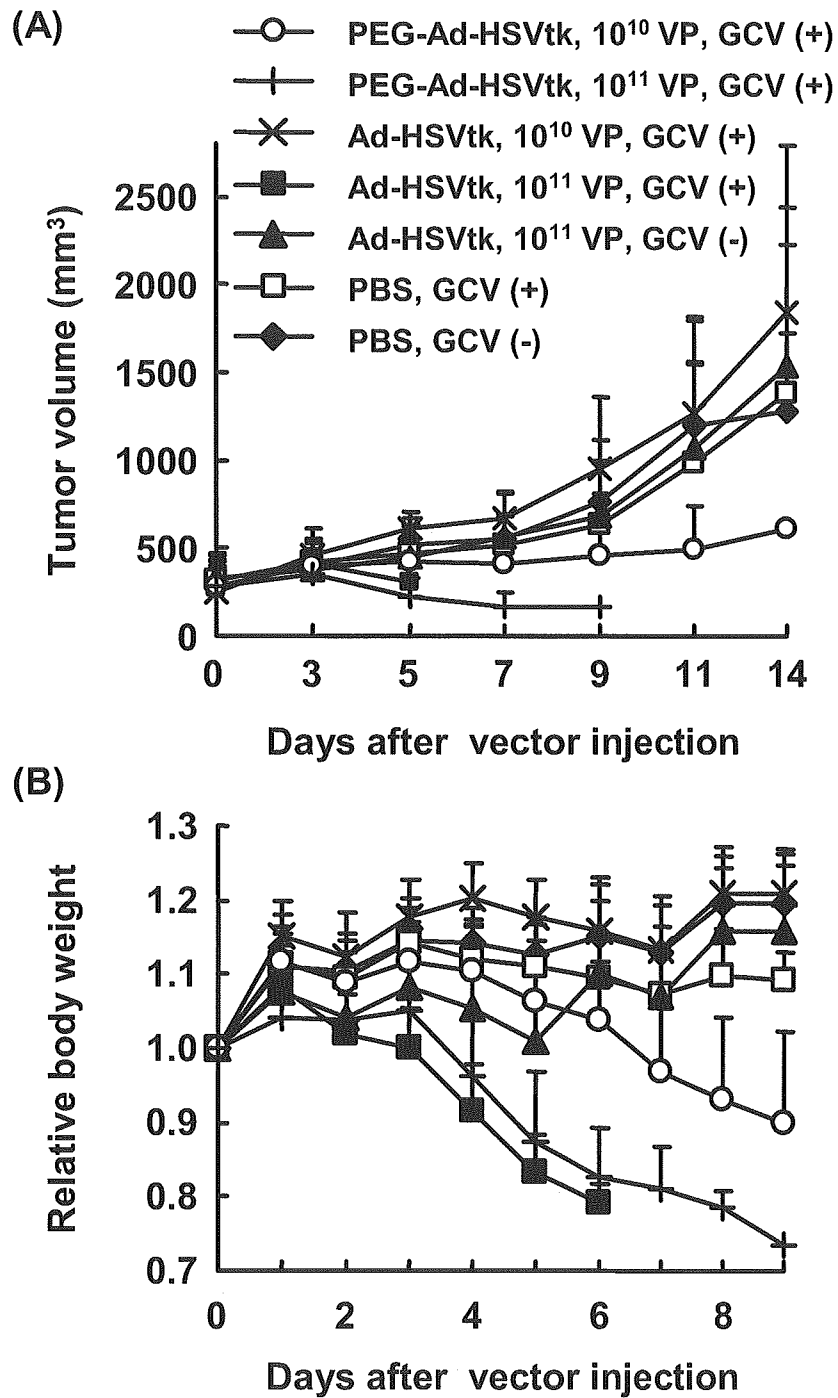 (A)
PEG-Ad-HSVtk, 10¹⁰ VP, GCV (+)
PEG-Ad-HSVtk, 10¹¹ VP, GCV (+)
Ad-HSVtk, 10¹⁰ VP, GCV (+)
Ad-HSVtk, 10¹¹ VP, GCV (+)
Ad-HSVtk, 10¹¹ VP, GCV (-)
PBS, GCV (+)
PBS, GCV (-)
Tumor volume (mm³)
2500
2000
1500
1000
500
0
0 3 5 7 9 11 14
Days after vector injection
(B)
Relative body weight
1.3
1.2
1.1
1.0
0.9
0.8
0.7
0 2 4 6 8
Days after vector injection